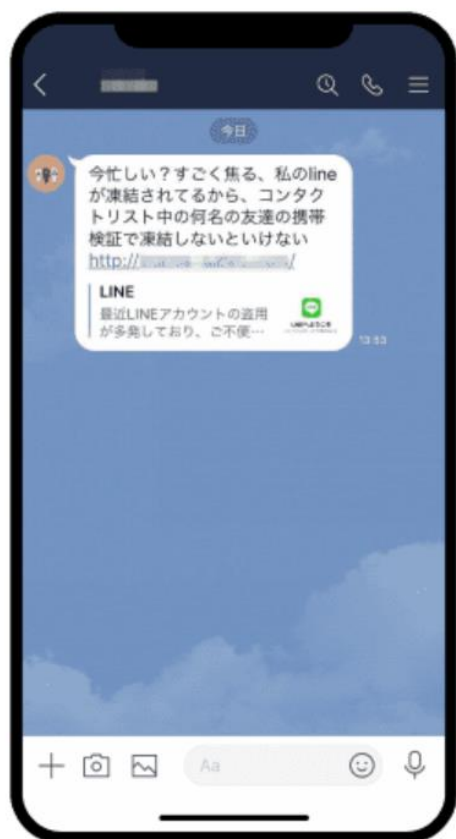 今日
今忙しい？すごく焦る、私のline
が凍結されてるから、コンタク
トリスト中の何名の友達の携帯
検証で凍結しないといけない
http://
LINE
最近LINEアカウントの盗用
が多発しており、ご不便…
13:53
Aa